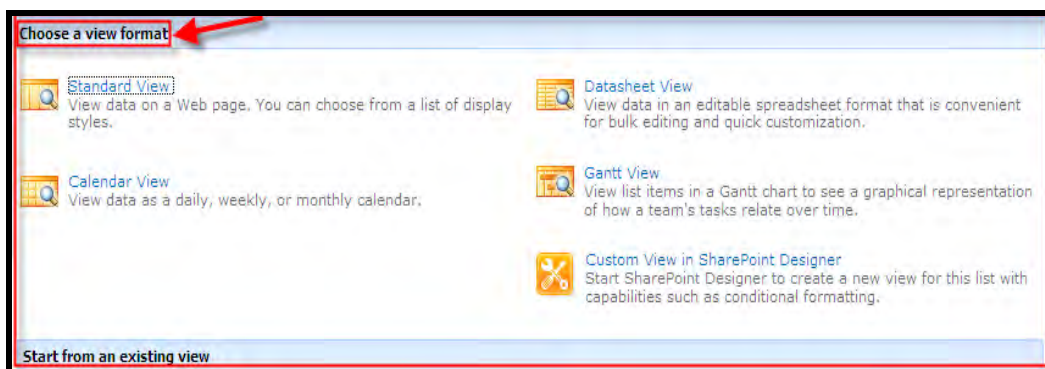 Choose a view format
Standard View
View data on a Web page. You can choose from a list of display
styles.
Calendar View
View data as a daily, weekly, or monthly calendar.
Datasheet View
View data in an editable spreadsheet format that is convenient
for bulk editing and quick customization.
Gantt View
View list items in a Gantt chart to see a graphical representation
of how a team's tasks relate over time.
Custom View in SharePoint Designer
Start SharePoint Designer to create a new view for this list with
capabilities such as conditional formatting.
Start from an existing view